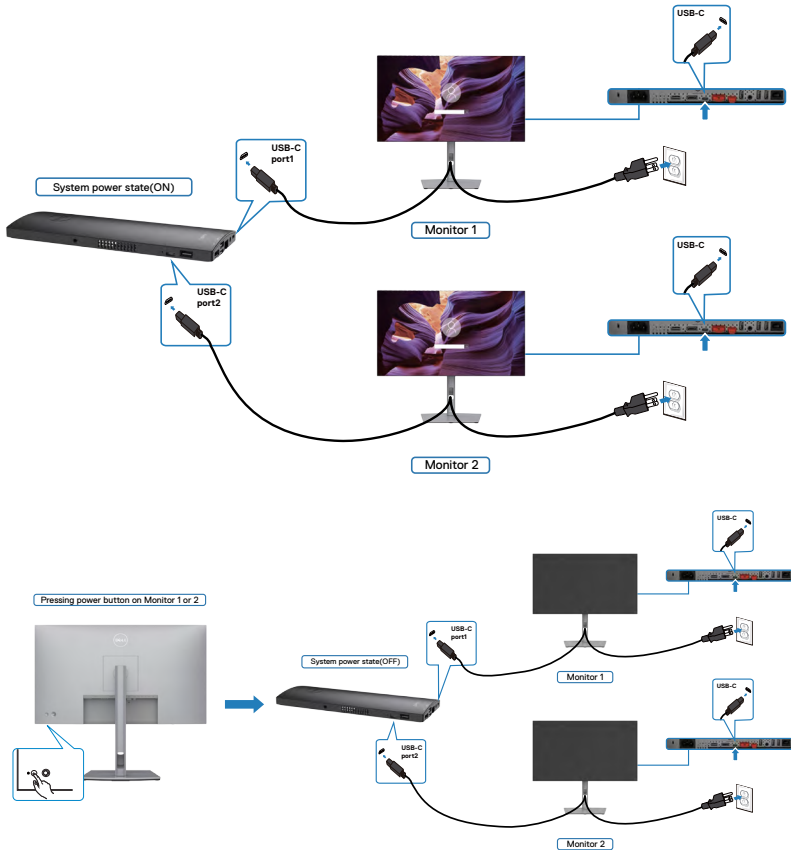 USB-C
USB-C
port1
System power state(ON)
Monitor 1
USB-C
USB-C
port2
Monitor 2
USB-C
Pressing power button on Monitor 1 or 2
USB-C
port1
System power state(OFF)
Monitor 1
USB-C
USB-C
port2
Monitor 2